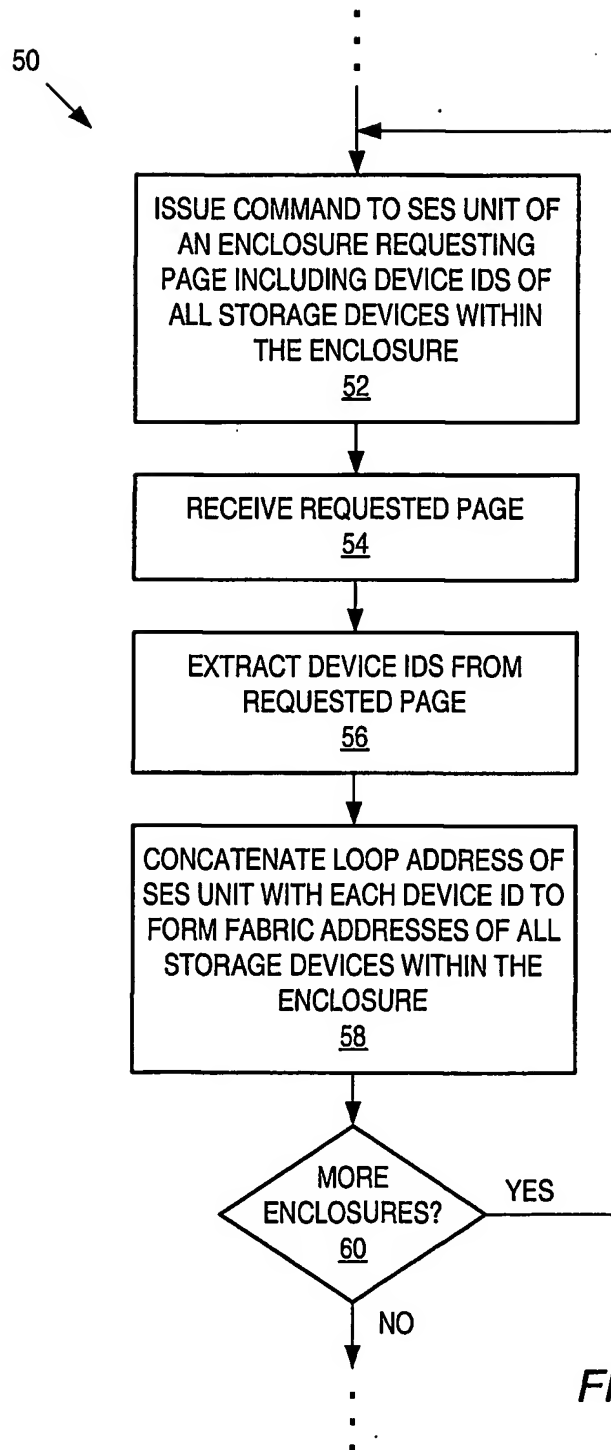 50
ISSUE COMMAND TO SES UNIT OF
AN ENCLOSURE REQUESTING
PAGE INCLUDING DEVICE IDS OF
ALL STORAGE DEVICES WITHIN
THE ENCLOSURE
52
RECEIVE REQUESTED PAGE
54
EXTRACT DEVICE IDS FROM
REQUESTED PAGE
56
CONCATENATE LOOP ADDRESS OF
SES UNIT WITH EACH DEVICE ID TO
FORM FABRIC ADDRESSES OF ALL
STORAGE DEVICES WITHIN THE
ENCLOSURE
58
MORE
ENCLOSURES?
60
YES
NO